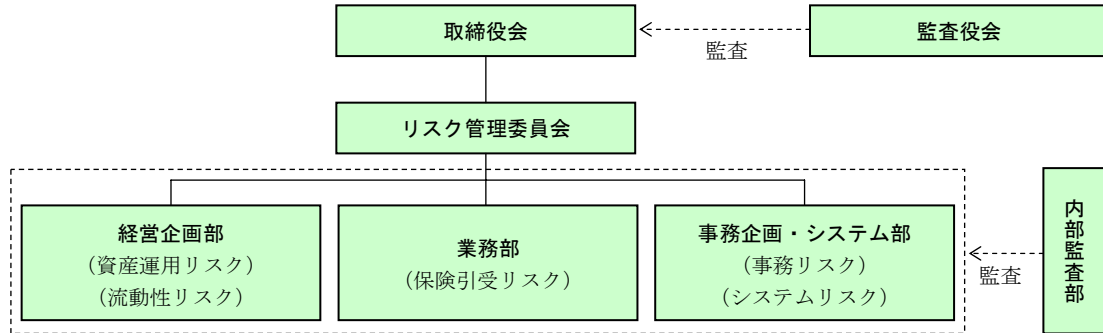 取締役会
監査役会
監査
リスク管理委員会
経営企画部
（資産運用リスク）
（流動性リスク）
業務部
（保険引受リスク）
事務企画・システム部
（事務リスク）
（システムリスク）
監査
内部監査部